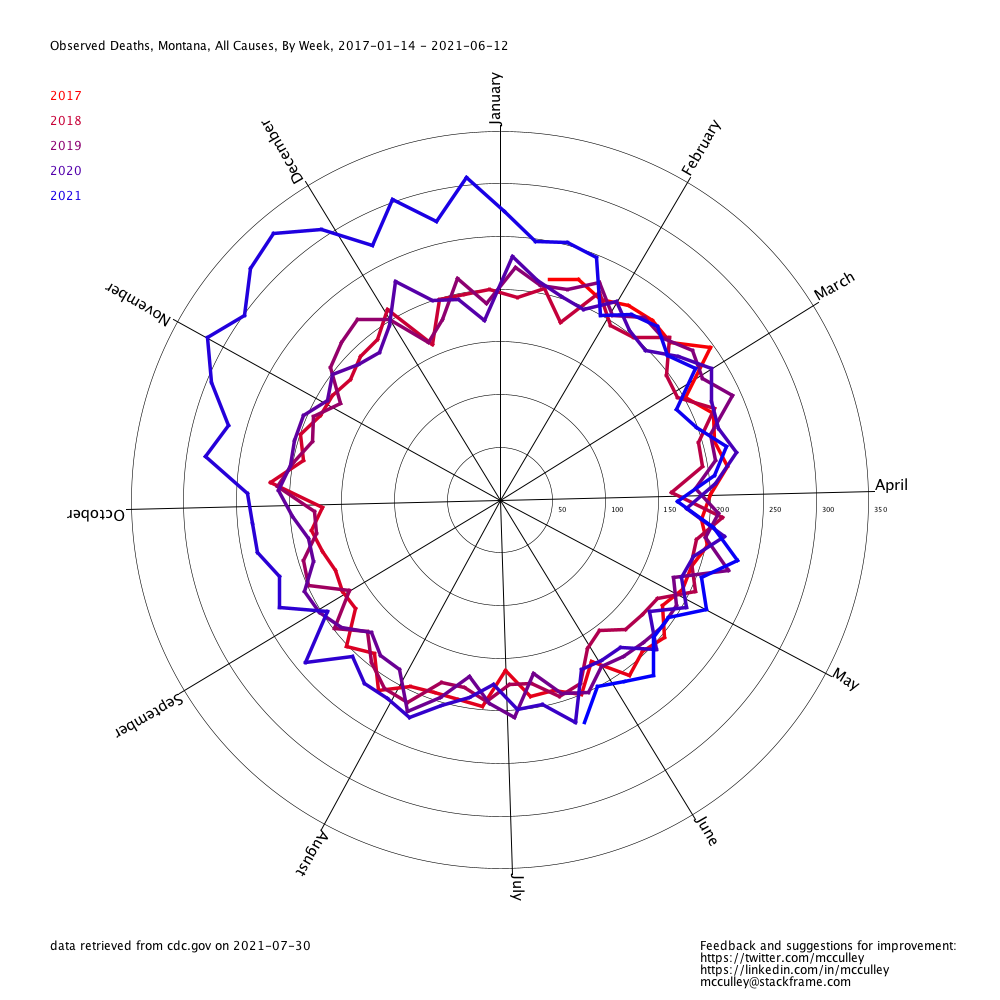 Observed Deaths, Montana, All Causes, By Week, 2017-01-14 - 2021-06-12
2017
2018
2019
2020
2021
January
February
March
April
May
June
July
August
September
October
November
December
50
100
150
200
250
300
350
data retrieved from cdc.gov on 2021-07-30
Feedback and suggestions for improvement:
https://twitter.com/mcculley
https://linkedin.com/in/mcculley
mcculley@stackframe.com